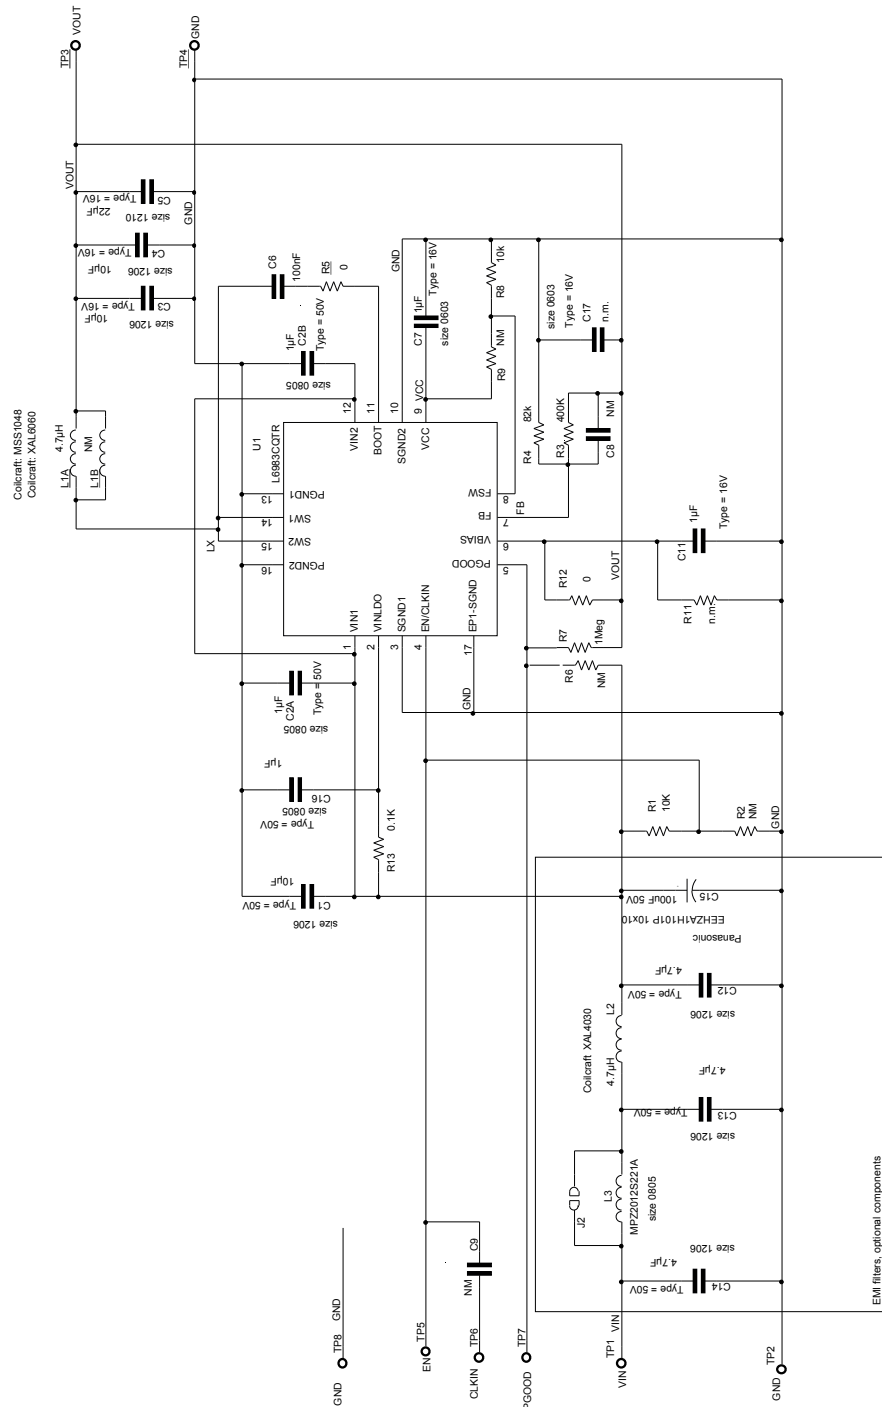 TP3 VOUT
TP4 GND
VOUT
22µF
Type = 16V
C5
size 1210
GND
10µF
Type = 16V
C4
size 1206
10µF
Type = 16V
C3
size 1206
C6
100nF
R5
0
1µF
C2B
Type = 50V
size 0805
Coilcraft: MSS1048
Coilcraft: XAL6060
4.7µH
L1A
NM
L1B
LX
U1
L6983CQTR
12
VIN2
11
BOOT
10
SGND2
9
VCC
13
PGND1
14
SW1
15
SW2
16
PGND2
FSW
8
FB
7
VBIAS
6
PGOOD
5
VIN1
1
VINLDO
2
SGND1
3
EN/CLKIN
4
EP1-SGND
17
GND
C7
1µF
Type = 16V
size 0603
VCC
10k
R8
NM
R9
size 0603
Type = 16V
C17
n.m.
82k
R4
400K
R3
NM
C8
FB
C11
1µF
Type = 16V
R12
0
VOUT
R11
n.m.
R7
1Meg
R6
NM
GND
1µF
C2A
Type = 50V
size 0805
1µF
C16
size 0805
Type = 50V
0.1K
R13
10µF
C1
Type = 50V
size 1206
R1
10K
R2
NM
GND
C15
100uF 50V
EEHZA1H101P 10x10
Panasonic
4.7µF
Type = 50V
C12
size 1206
L2
Coilcraft XAL4030
4.7µH
4.7µF
Type = 50V
C13
size 1206
J2
L3
MPZ2012S221A
size 0805
4.7µF
Type = 50V
C14
size 1206
EMI filters, optional components
GND TP8 GND
EN TP5
C9
NM
CLKIN TP6
PGOOD TP7
TP1 VIN
VIN
TP2
GND